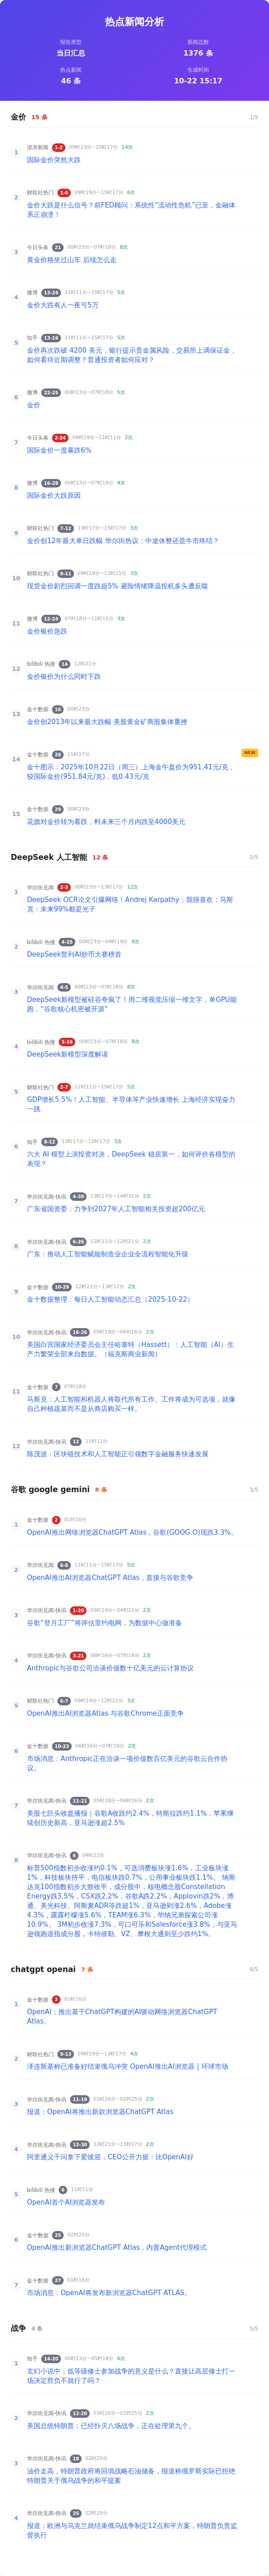 热点新闻分析
报告类型
新闻总数
当日汇总
1376 条
热点新闻
生成时间
46 条
10-22 15:17
金价 15 条
1/5
1
澎湃新闻 1-2 00时23分~15时17分 14次
国际金价突然大跌
2
财联社热门 1-6 09时19分~15时17分 6次
金价大跌是什么信号？前FED顾问：系统性“流动性危机”已至，金融体
系正崩溃！
3
今日头条 21 00时23分~07时18分 8次
黄金价格坐过山车 后续怎么走
4
微博 13-24 11时11分~15时17分 5次
金价大跌有人一夜亏5万
5
知乎 13-16 11时11分~15时17分 5次
金价再次跌破 4200 美元，银行提示贵金属风险，交易所上调保证金，
如何看待近期调整？普通投资者如何应对？
6
微博 22-25 00时23分~07时18分 5次
金价
7
今日头条 2-24 09时19分~11时11分 2次
国际金价一度暴跌6%
8
微博 16-28 00时23分~07时18分 4次
国际金价大跌原因
9
财联社热门 7-12 13时17分~15时17分 3次
金价创12年最大单日跌幅 华尔街热议：中途休整还是牛市终结？
10
财联社热门 8-11 09时19分~12时21分 3次
现货金价剧烈回调一度跌超5% 避险情绪降温投机多头遭反噬
11
微博 12-24 07时18分~11时11分 3次
金价银价急跌
12
bilibili 热搜 14 12时21分
金价银价为什么同时下跌
13
金十数据 16 00时23分
金价创2013年以来最大跌幅 美股黄金矿商股集体重挫
14
金十数据 28 15时17分
NEW
金十图示：2025年10月22日（周三）上海金午盘价为951.41元/克，
较国际金价(951.84元/克)，低0.43元/克
15
金十数据 29 00时23分
花旗对金价转为看跌，料未来三个月内跌至4000美元
DeepSeek 人工智能 12 条
2/5
1
华尔街见闻 2-3 00时23分~13时17分 12次
DeepSeek OCR论文引爆网络！Andrej Karpathy：我很喜欢；马斯
克：未来99%都是光子
2
bilibili 热搜 4-25 00时23分~09时19分 9次
DeepSeek暂列AI炒币大赛榜首
3
华尔街见闻 4-5 00时23分~07时18分 8次
DeepSeek新模型被硅谷夸疯了！用二维视觉压缩一维文字，单GPU能
跑，“谷歌核心机密被开源”
4
bilibili 热搜 3-16 00时23分~07时18分 8次
DeepSeek新模型深度解读
5
财联社热门 2-7 11时11分~15时17分 5次
GDP增长5.5%！人工智能、半导体等产业快速增长 上海经济实现奋力
一跳
6
知乎 6-12 13时17分~15时17分 3次
六大 AI 模型上演投资对决，DeepSeek 稳居第一，如何评价各模型的
表现？
7
华尔街见闻-快讯 4-30 13时17分~14时31分 2次
广东省国资委：力争到2027年人工智能相关投资超200亿元
8
华尔街见闻-快讯 6-26 11时11分~12时21分 2次
广东：推动人工智能赋能制造业企业全流程智能化升级
9
金十数据 10-29 12时21分~13时17分 2次
金十数据整理：每日人工智能动态汇总（2025-10-22）
10
华尔街见闻-快讯 16-26 05时18分~06时16分 2次
美国白宫国家经济委员会主任哈塞特（Hassett）：人工智能（AI）生
产力繁荣全部来自数据。（福克斯商业新闻）
11
金十数据 7 07时18分
马斯克：人工智能和机器人将取代所有工作。工作将成为可选项，就像
自己种植蔬菜而不是从商店购买一样。
12
华尔街见闻-快讯 12 11时11分
陈茂波：区块链技术和人工智能正引领数字金融服务快速发展
谷歌 google gemini 8 条
3/5
1
金十数据 2 01时16分
OpenAI推出网络浏览器ChatGPT Atlas，谷歌(GOOG.O)现跌3.3%。
2
华尔街见闻 6-8 11时11分~15时17分 5次
OpenAI推出AI浏览器ChatGPT Atlas，直接与谷歌竞争
3
华尔街见闻-快讯 1-20 03时14分~04时22分 2次
谷歌“登月工厂”将评估里约电网，为数据中心做准备
4
华尔街见闻-快讯 3-21 06时16分~07时18分 2次
Anthropic与谷歌公司洽谈价值数十亿美元的云计算协议
5
财联社热门 6-7 09时19分~12时21分 3次
OpenAI推出AI浏览器Atlas 与谷歌Chrome正面竞争
6
金十数据 10-23 06时16分~07时18分 2次
市场消息：Anthropic正在洽谈一项价值数百亿美元的谷歌云合作协
议。
7
华尔街见闻-快讯 11-21 05时18分~06时16分 2次
美股七巨头收盘播报｜谷歌A收跌约2.4%，特斯拉跌约1.1%，苹果继
续创历史新高，亚马逊涨超2.5%
8
华尔街见闻-快讯 6 04时22分
标普500指数初步收涨约0.1%，可选消费板块涨1.6%，工业板块涨
1%，科技板块持平，电信板块跌0.7%，公用事业板块跌1.1%。 纳斯
达克100指数初步大致收平，成分股中，核电概念股Constellation
Energy跌3.5%，CSX跌2.2%，谷歌A跌2.2%，Applovin跌2.2%，博
通、美光科技、阿斯麦ADR等跌超1%，亚马逊则涨2.6%，Adobe涨
4.3%，露露柠檬涨5.6%，TEAM涨6.3%，华纳兄弟探索公司涨
10.9%。 3M初步收涨7.3%，可口可乐和Salesforce涨3.8%，与亚马
逊领跑道指成分股，卡特彼勒、VZ、摩根大通则至少跌约1%。
chatgpt openai 7 条
4/5
1
金十数据 3 01时16分
OpenAI：推出基于ChatGPT构建的AI驱动网络浏览器ChatGPT
Atlas。
2
财联社热门 9-13 09时19分~13时17分 4次
泽连斯基称已准备好结束俄乌冲突 OpenAI推出AI浏览器 | 环球市场
3
华尔街见闻-快讯 11-19 01时16分~02时25分 2次
报道：OpenAI将推出新款浏览器ChatGPT Atlas
4
华尔街见闻-快讯 13-30 12时21分~13时17分 2次
阿里通义千问拿下爱彼迎，CEO公开力挺：比OpenAI好
5
bilibili 热搜 6 11时11分
OpenAI首个AI浏览器发布
6
金十数据 25 02时25分
OpenAI推出新浏览器ChatGPT Atlas，内置Agent代理模式
7
金十数据 27 01时16分
市场消息：OpenAI将发布新浏览器ChatGPT ATLAS。
战争 4 条
5/5
1
知乎 14-20 00时23分~05时18分 6次
玄幻小说中，低等级修士参加战争的意义是什么？直接让高层修士打一
场决定胜负不就行了吗？
2
华尔街见闻-快讯 12-20 01时16分~02时25分 2次
美国总统特朗普：已经扑灭八场战争，正在处理第九个。
3
华尔街见闻-快讯 18 02时25分
油价走高，特朗普政府将回填战略石油储备，报道称俄罗斯实际已拒绝
特朗普关于俄乌战争的和平提案
4
华尔街见闻-快讯 25 02时25分
报道：欧洲与乌克兰就结束俄乌战争制定12点和平方案，特朗普负责监
督执行